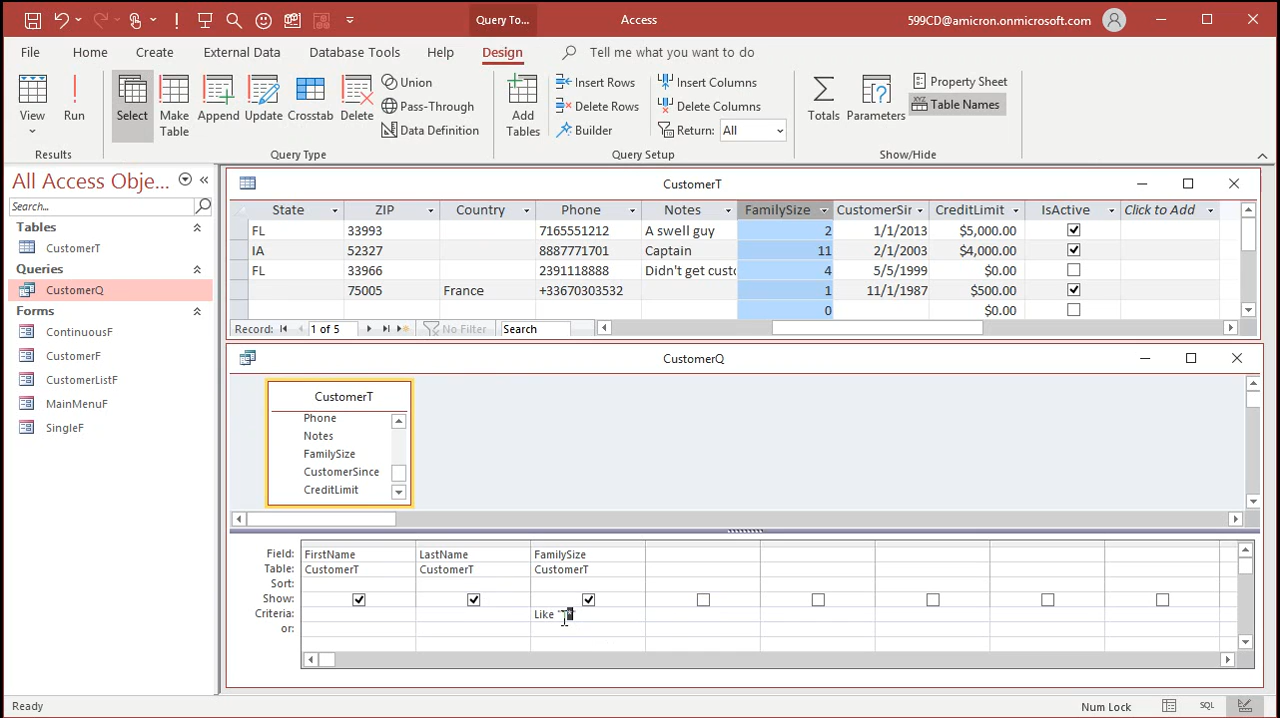 Query To... Access 599CD@amicron.onmicrosoft.com
File Home Create External Data Database Tools Help Design Tell me what you want to do
View Run Select Make Table Append Update Crosstab Delete Union Pass-Through Data Definition Add Tables Insert Rows Delete Rows Builder Insert Columns Delete Columns Return: All Totals Parameters Property Sheet Table Names
Results Query Type Query Setup Show/Hide
All Access Obje...
Search...
Tables
CustomerT
Queries
CustomerQ
Forms
ContinuousF
CustomerF
CustomerListF
MainMenuF
SingleF
CustomerT
State ZIP Country Phone Notes FamilySize CustomerSin CreditLimit IsActive Click to Add
FL 33993 7165551212 A swell guy 2 1/1/2013 $5,000.00
IA 52327 8887771701 Captain 11 2/1/2003 $4,000.00
FL 33966 2391118888 Didn't get custo 4 5/5/1999 $0.00
75005 France +33670303532 1 11/1/1987 $500.00
0 $0.00
Record: 1 of 5 No Filter Search
CustomerQ
CustomerT
Phone
Notes
FamilySize
CustomerSince
CreditLimit
Field: FirstName LastName FamilySize
Table: CustomerT CustomerT CustomerT
Sort:
Show:
Criteria: Like
or:
Ready Num Lock SQL